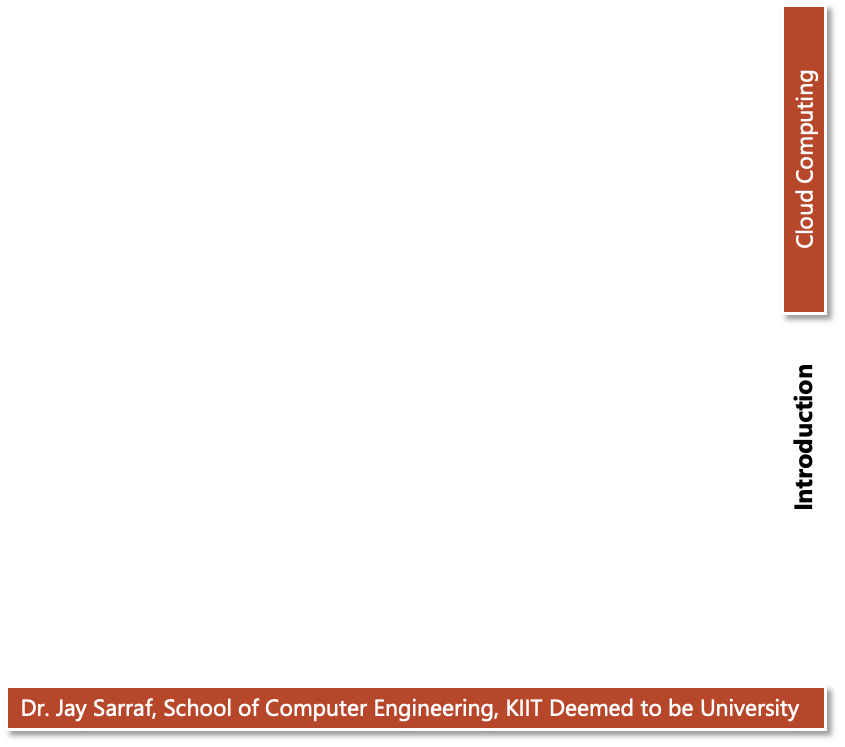 Cloud Computing
Introduction
Dr. Jay Sarraf, School of Computer Engineering, KIIT Deemed to be University